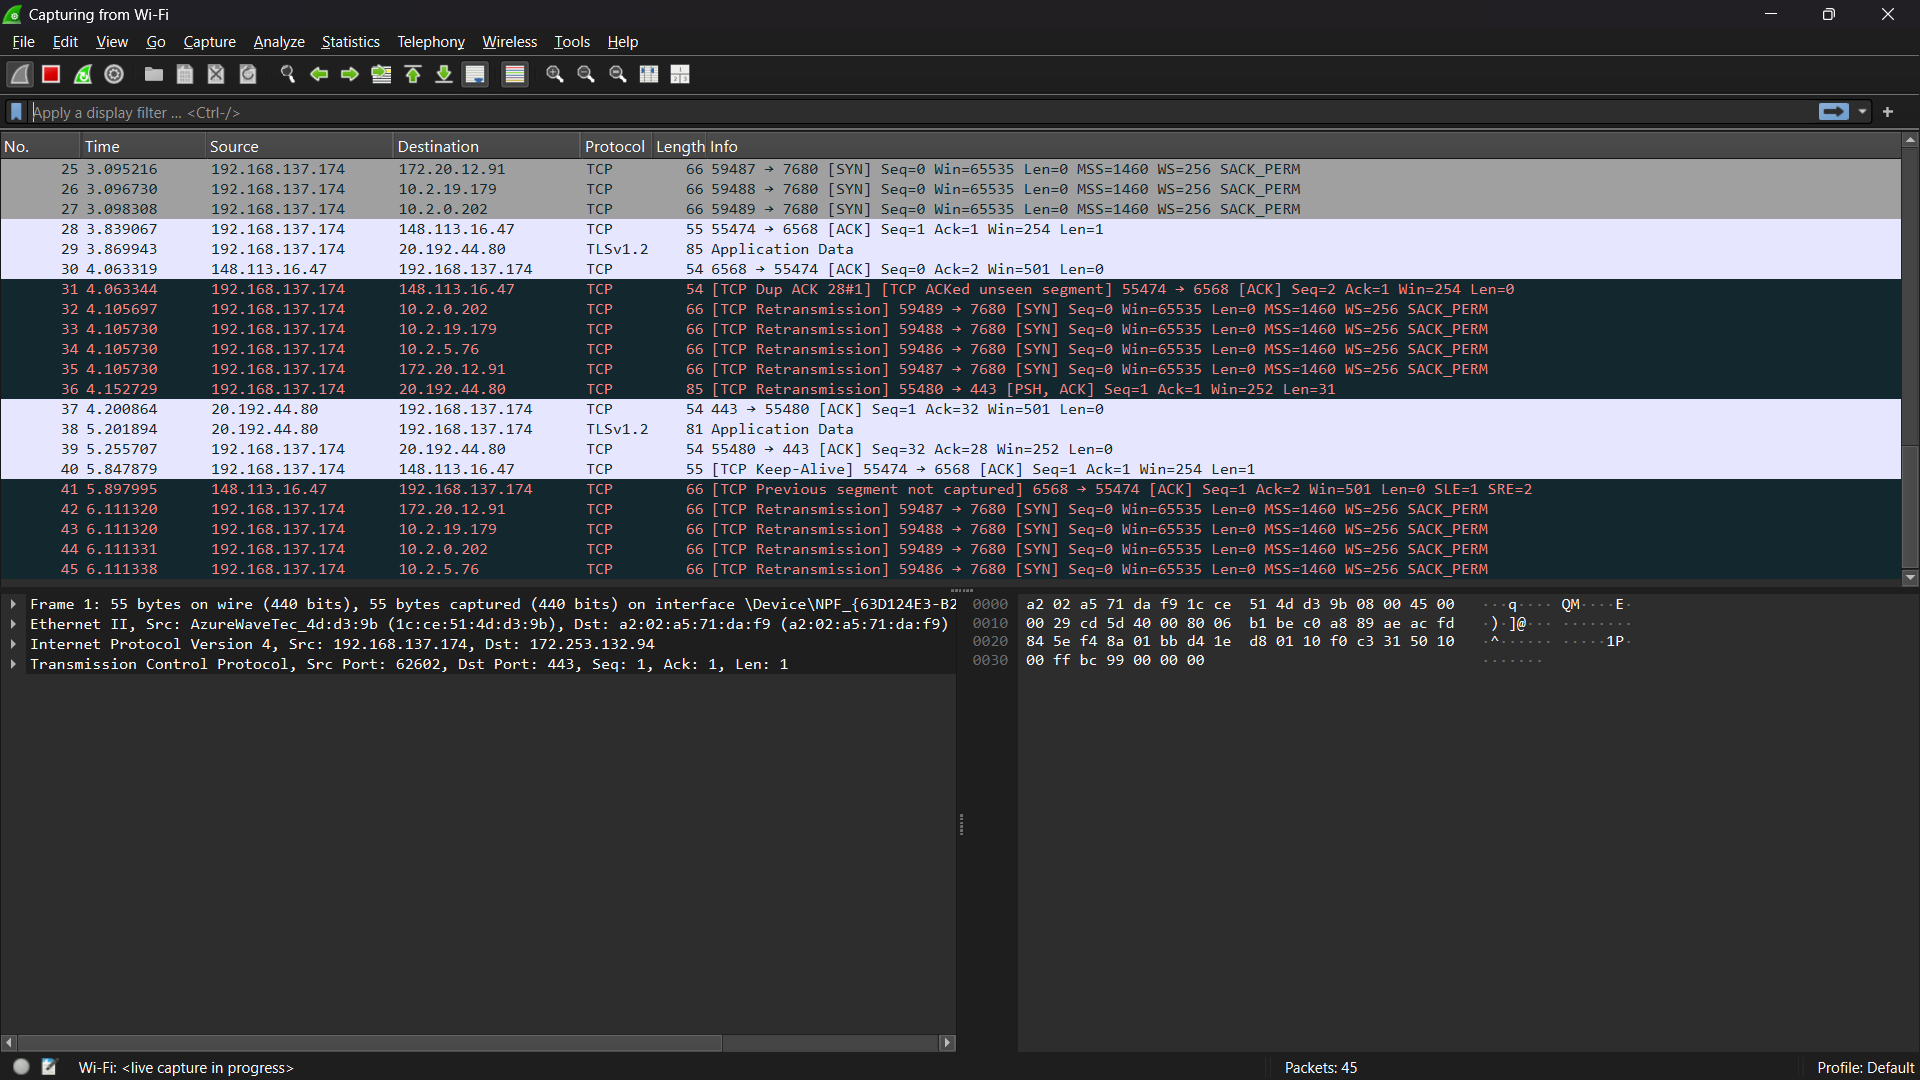 Capturing from Wi-Fi
File Edit View Go Capture Analyze Statistics Telephony Wireless Tools Help
Apply a display filter ... <Ctrl-/>
No. Time Source Destination Protocol Length Info
25 3.095216 192.168.137.174 172.20.12.91 TCP 66 59487 → 7680 [SYN] Seq=0 Win=65535 Len=0 MSS=1460 WS=256 SACK_PERM
26 3.096730 192.168.137.174 10.2.19.179 TCP 66 59488 → 7680 [SYN] Seq=0 Win=65535 Len=0 MSS=1460 WS=256 SACK_PERM
27 3.098308 192.168.137.174 10.2.0.202 TCP 66 59489 → 7680 [SYN] Seq=0 Win=65535 Len=0 MSS=1460 WS=256 SACK_PERM
28 3.839067 192.168.137.174 148.113.16.47 TCP 55 55474 → 6568 [ACK] Seq=1 Ack=1 Win=254 Len=1
29 3.869943 192.168.137.174 20.192.44.80 TLSv1.2 85 Application Data
30 4.063319 148.113.16.47 192.168.137.174 TCP 54 6568 → 55474 [ACK] Seq=0 Ack=2 Win=501 Len=0
31 4.063344 192.168.137.174 148.113.16.47 TCP 54 [TCP Dup ACK 28#1] [TCP ACKed unseen segment] 55474 → 6568 [ACK] Seq=2 Ack=1 Win=254 Len=0
32 4.105697 192.168.137.174 10.2.0.202 TCP 66 [TCP Retransmission] 59489 → 7680 [SYN] Seq=0 Win=65535 Len=0 MSS=1460 WS=256 SACK_PERM
33 4.105730 192.168.137.174 10.2.19.179 TCP 66 [TCP Retransmission] 59488 → 7680 [SYN] Seq=0 Win=65535 Len=0 MSS=1460 WS=256 SACK_PERM
34 4.105730 192.168.137.174 10.2.5.76 TCP 66 [TCP Retransmission] 59486 → 7680 [SYN] Seq=0 Win=65535 Len=0 MSS=1460 WS=256 SACK_PERM
35 4.105730 192.168.137.174 172.20.12.91 TCP 66 [TCP Retransmission] 59487 → 7680 [SYN] Seq=0 Win=65535 Len=0 MSS=1460 WS=256 SACK_PERM
36 4.152729 192.168.137.174 20.192.44.80 TCP 85 [TCP Retransmission] 55480 → 443 [PSH, ACK] Seq=1 Ack=1 Win=252 Len=31
37 4.200864 20.192.44.80 192.168.137.174 TCP 54 443 → 55480 [ACK] Seq=1 Ack=32 Win=501 Len=0
38 5.201894 20.192.44.80 192.168.137.174 TLSv1.2 81 Application Data
39 5.255707 192.168.137.174 20.192.44.80 TCP 54 55480 → 443 [ACK] Seq=32 Ack=28 Win=252 Len=0
40 5.847879 192.168.137.174 148.113.16.47 TCP 55 [TCP Keep-Alive] 55474 → 6568 [ACK] Seq=1 Ack=1 Win=254 Len=1
41 5.897995 148.113.16.47 192.168.137.174 TCP 66 [TCP Previous segment not captured] 6568 → 55474 [ACK] Seq=1 Ack=2 Win=501 Len=0 SLE=1 SRE=2
42 6.111320 192.168.137.174 172.20.12.91 TCP 66 [TCP Retransmission] 59487 → 7680 [SYN] Seq=0 Win=65535 Len=0 MSS=1460 WS=256 SACK_PERM
43 6.111320 192.168.137.174 10.2.19.179 TCP 66 [TCP Retransmission] 59488 → 7680 [SYN] Seq=0 Win=65535 Len=0 MSS=1460 WS=256 SACK_PERM
44 6.111331 192.168.137.174 10.2.0.202 TCP 66 [TCP Retransmission] 59489 → 7680 [SYN] Seq=0 Win=65535 Len=0 MSS=1460 WS=256 SACK_PERM
45 6.111338 192.168.137.174 10.2.5.76 TCP 66 [TCP Retransmission] 59486 → 7680 [SYN] Seq=0 Win=65535 Len=0 MSS=1460 WS=256 SACK_PERM
Frame 1: 55 bytes on wire (440 bits), 55 bytes captured (440 bits) on interface \Device\NPF_{63D124E3-B2
Ethernet II, Src: AzureWaveTec_4d:d3:9b (1c:ce:51:4d:d3:9b), Dst: a2:02:a5:71:da:f9 (a2:02:a5:71:da:f9)
Internet Protocol Version 4, Src: 192.168.137.174, Dst: 172.253.132.94
Transmission Control Protocol, Src Port: 62602, Dst Port: 443, Seq: 1, Ack: 1, Len: 1
0000 a2 02 a5 71 da f9 1c ce 51 4d d3 9b 08 00 45 00 ···q···· QM····E·
0010 00 29 cd 5d 40 00 80 06 b1 be c0 a8 89 ae ac fd ·)·]@··· ········
0020 84 5e f4 8a 01 bb d4 1e d8 01 10 f0 c3 31 50 10 ·^······ ·····1P·
0030 00 ff bc 99 00 00 00 ·······
Wi-Fi: <live capture in progress>
Packets: 45
Profile: Default